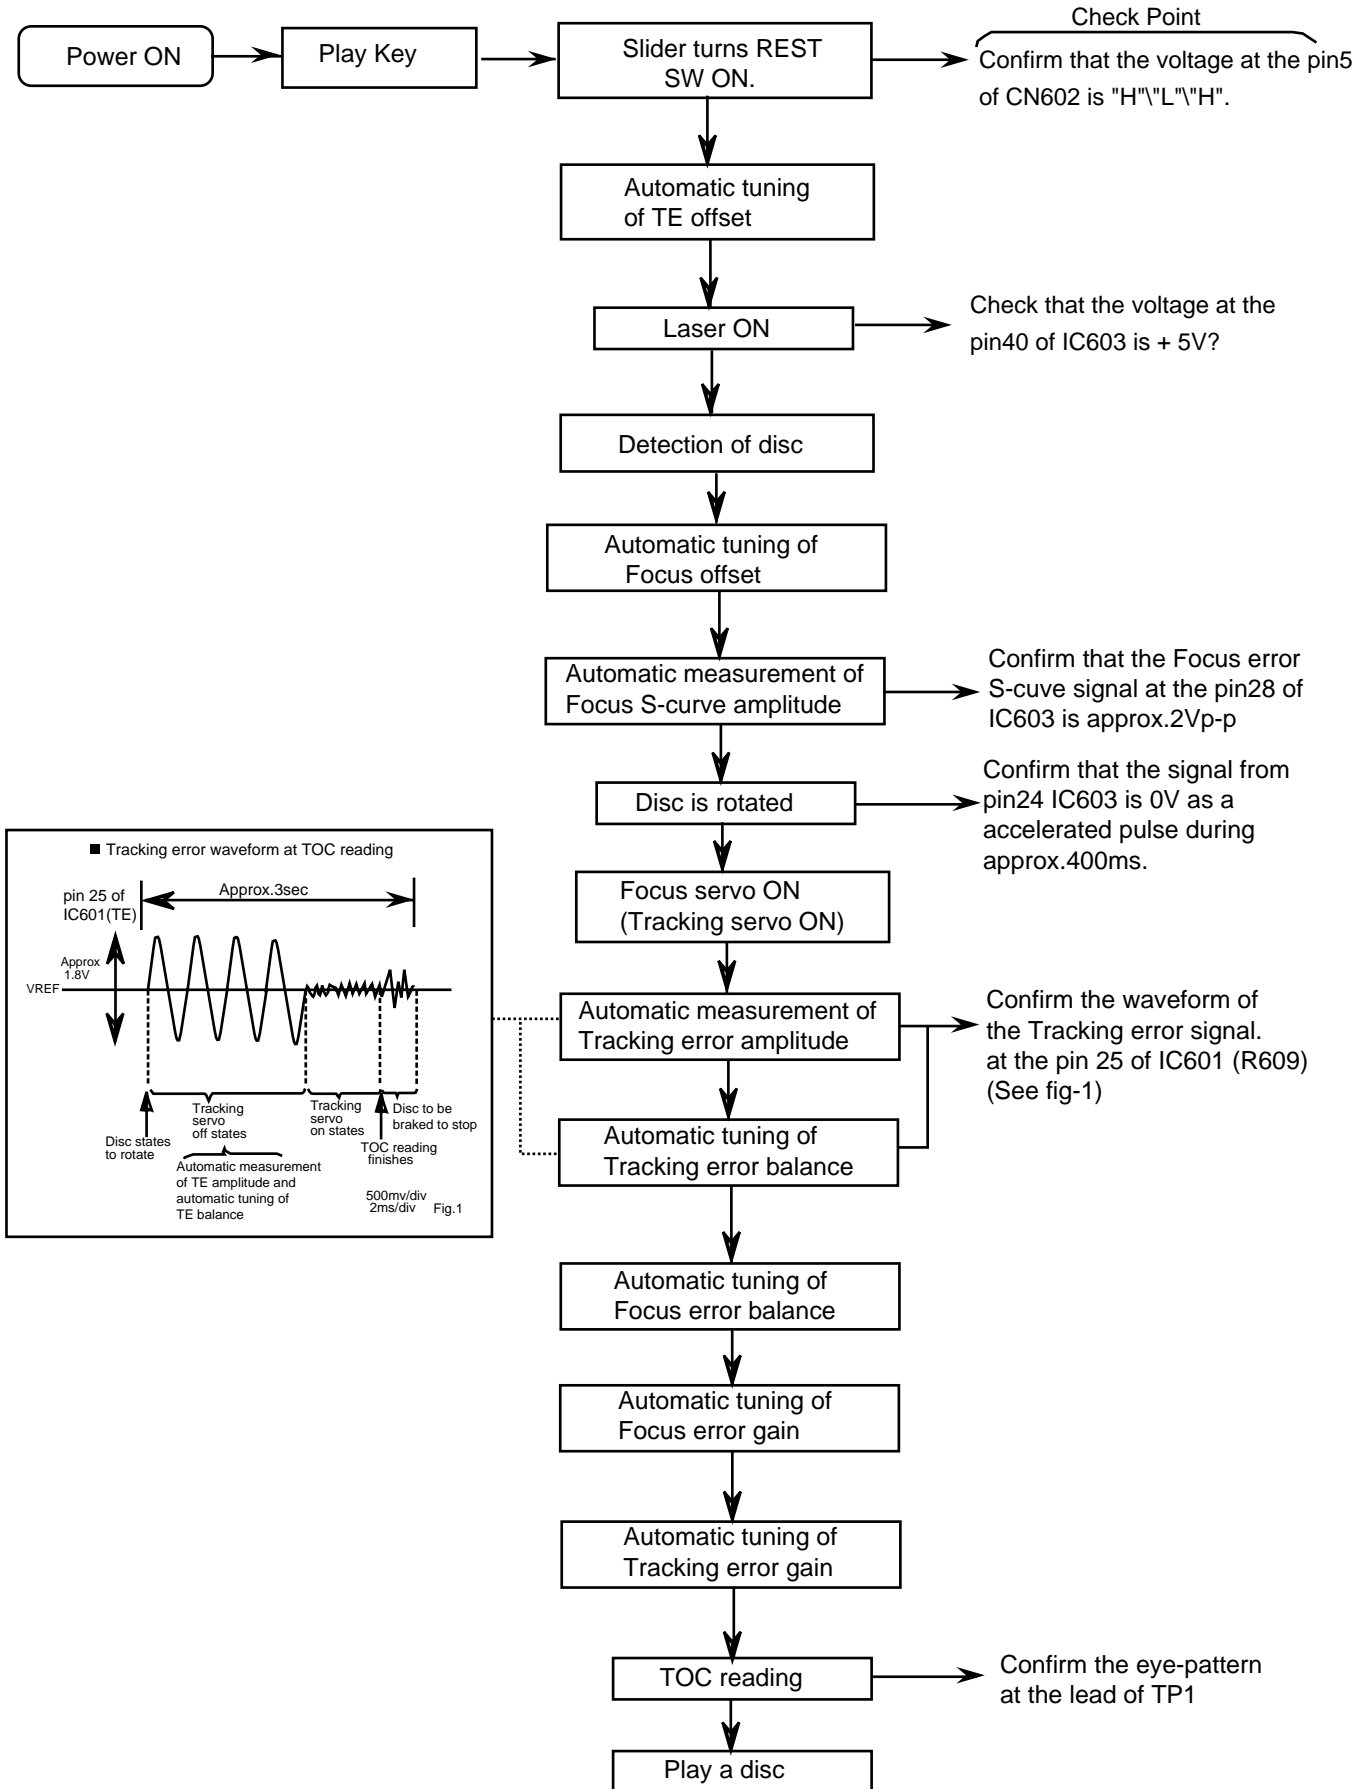 Check Point
Power ON
Play Key
Slider turns REST
SW ON.
Confirm that the voltage at the pin5
of CN602 is "H"\"L"\"H".
Automatic tuning
of TE offset
Laser ON
Check that the voltage at the
pin40 of IC603 is + 5V?
Detection of disc
Automatic tuning of
Focus offset
Automatic measurement of
Focus S-curve amplitude
Confirm that the Focus error
S-cuve signal at the pin28 of
IC603 is approx.2Vp-p
Disc is rotated
Confirm that the signal from
pin24 IC603 is 0V as a
accelerated pulse during
approx.400ms.
Focus servo ON
(Tracking servo ON)
■ Tracking error waveform at TOC reading
pin 25 of
IC601(TE)
Approx.3sec
Approx
1.8V
VREF
Tracking
servo
off states
Tracking
servo
on states
Disc to be
braked to stop
Disc states
to rotate
TOC reading
finishes
Automatic measurement
of TE amplitude and
automatic tuning of
TE balance
500mv/div
2ms/div
Fig.1
Automatic measurement of
Tracking error amplitude
Confirm the waveform of
the Tracking error signal.
at the pin 25 of IC601 (R609)
(See fig-1)
Automatic tuning of
Tracking error balance
Automatic tuning of
Focus error balance
Automatic tuning of
Focus error gain
Automatic tuning of
Tracking error gain
TOC reading
Confirm the eye-pattern
at the lead of TP1
Play a disc